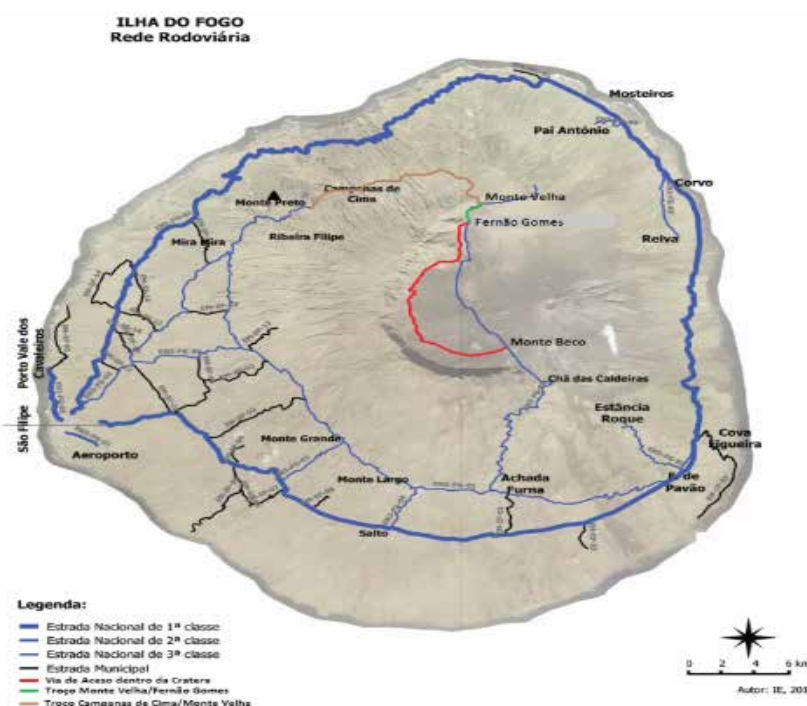 ILHA DO FOGO
Rede Rodoviária
Mosteiros
Pai António
Corvo
Monte Velha
Campanas de
Cima
Monte Preto
Fernão Gomes
Mira Mira
Ribeira Filipe
Relva
Porto Vale dos
Cavaleiros
Monte Beco
Chã das Caldeiras
Estância
Roque
São Filipe
Aeroporto
Monte Grande
Cova
Figueira
Monte Largo
Achada
Furna
F. de
Pavão
Salto
Legenda:
Estrada Nacional de 1ª classe
Estrada Nacional de 2ª classe
Estrada Nacional de 3ª classe
Estrada Municipal
Via de Aceso dentro da Cratera
Troço Monte Velha/Fernão Gomes
Troço Campanas de Cima/Monte Velha
0 2 4 6 km
Autor: IE, 201